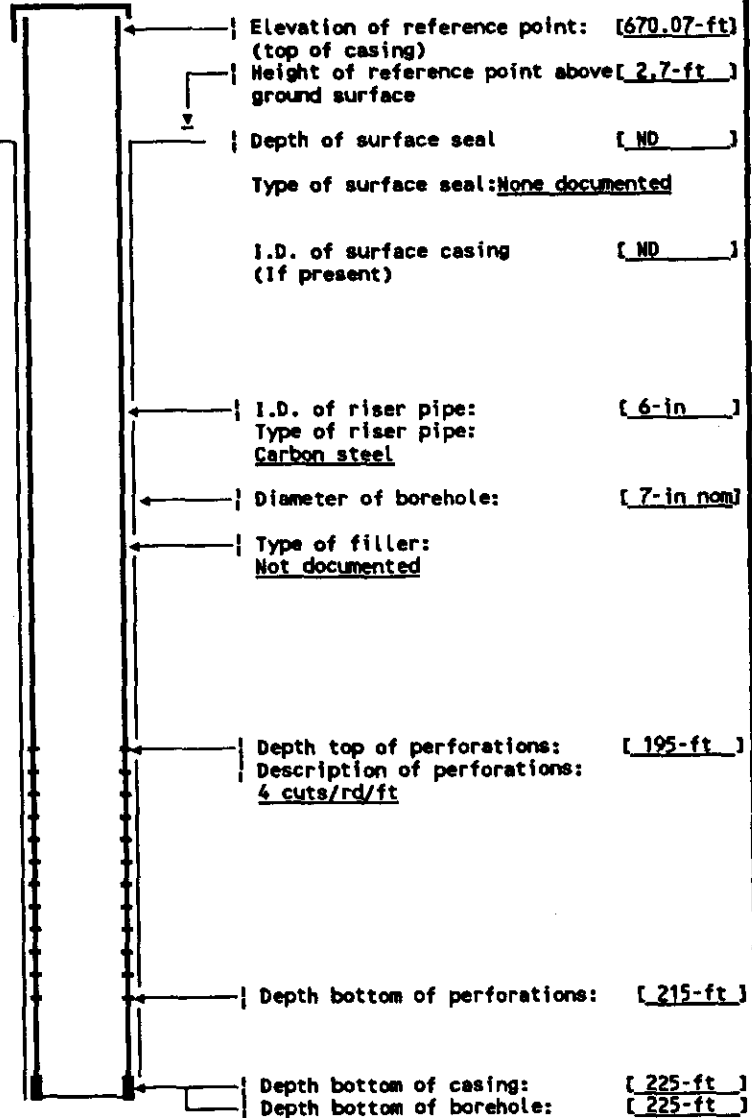 Elevation of reference point: [670.07-ft]
(top of casing)
Height of reference point above[ 2.7-ft ]
ground surface
Depth of surface seal [ ND ]
Type of surface seal:None documented
I.D. of surface casing [ ND ]
(If present)
I.D. of riser pipe: [ 6-in ]
Type of riser pipe:
Carbon steel
Diameter of borehole: [ 7-in nom]
Type of filler:
Not documented
Depth top of perforations: [ 195-ft ]
Description of perforations:
4 cuts/rd/ft
Depth bottom of perforations: [ 215-ft ]
Depth bottom of casing: [ 225-ft ]
Depth bottom of borehole: [ 225-ft ]